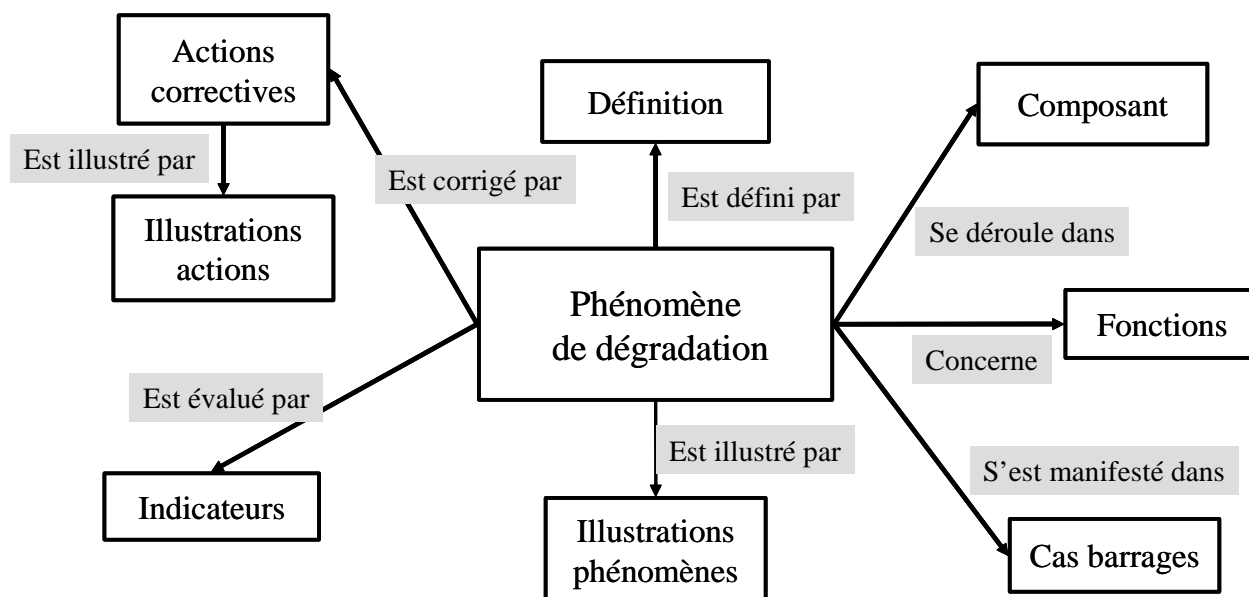 Actions
correctives
Définition
Composant
Est illustré par
Est corrigé par
Est défini par
Se déroule dans
Illustrations
actions
Phénomène
de dégradation
Fonctions
Concerne
Est évalué par
Est illustré par
S’est manifesté dans
Indicateurs
Illustrations
phénomènes
Cas barrages